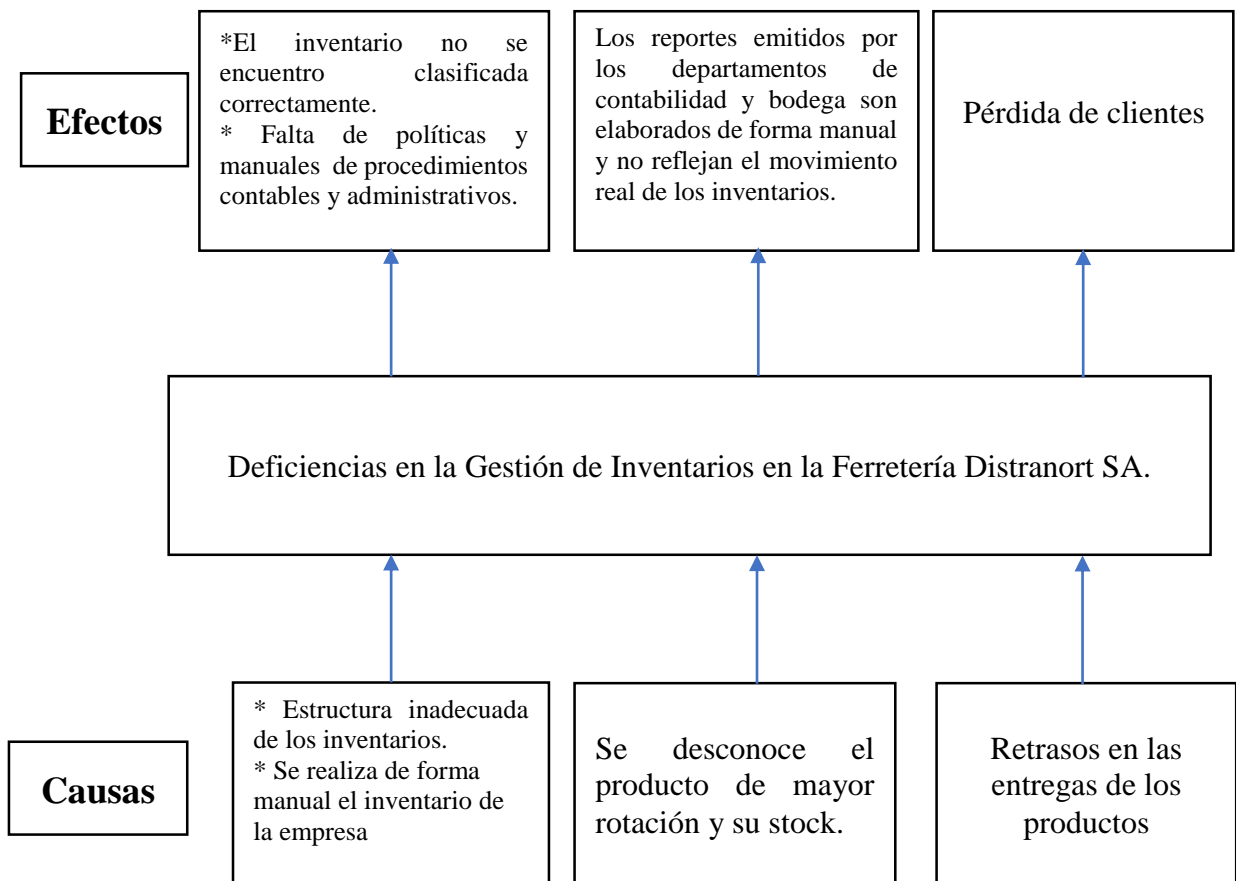 Efectos
*El inventario no se
encuentro clasificada
correctamente.
* Falta de políticas y
manuales de procedimientos
contables y administrativos.
Los reportes emitidos por
los departamentos de
contabilidad y bodega son
elaborados de forma manual
y no reflejan el movimiento
real de los inventarios.
Pérdida de clientes
Deficiencias en la Gestión de Inventarios en la Ferretería Distranort SA.
Causas
* Estructura inadecuada
de los inventarios.
* Se realiza de forma
manual el inventario de
la empresa
Se desconoce el
producto de mayor
rotación y su stock.
Retrasos en las
entregas de los
productos